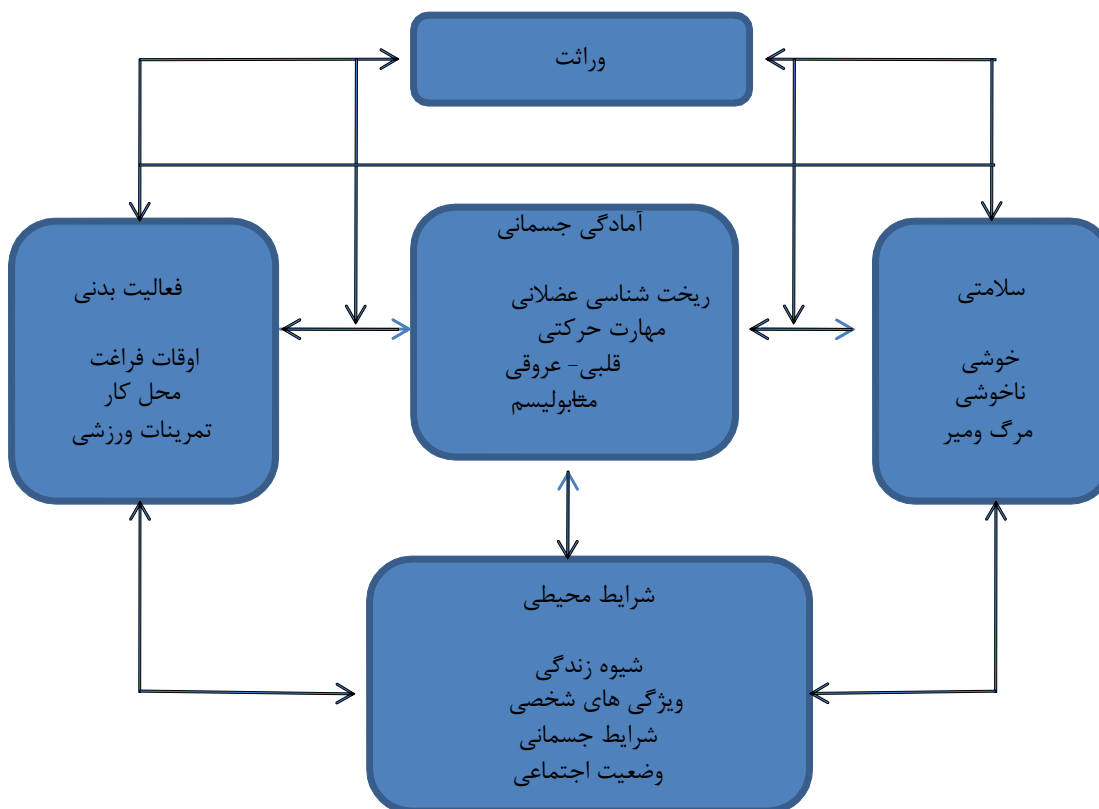 وراثت
آمادگی جسمانی
ریخت شناسی عضلانی
مهارت حرکتی
قلبی- عروقی
متابولیسم
فعالیت بدنی
اوقات فراغت
محل کار
تمرینات ورزشی
سلامتی
خوشی
ناخوشی
مرگ ومیر
شرایط محیطی
شیوه زندگی
ویژگی های شخصی
شرایط جسمانی
وضعیت اجتماعی